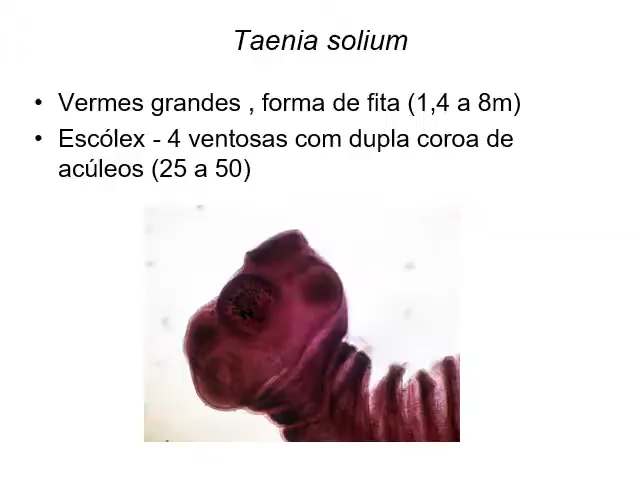 Taenia solium
• Vermes grandes , forma de fita (1,4 a 8m)
• Escólex - 4 ventosas com dupla coroa de
acúleos (25 a 50)